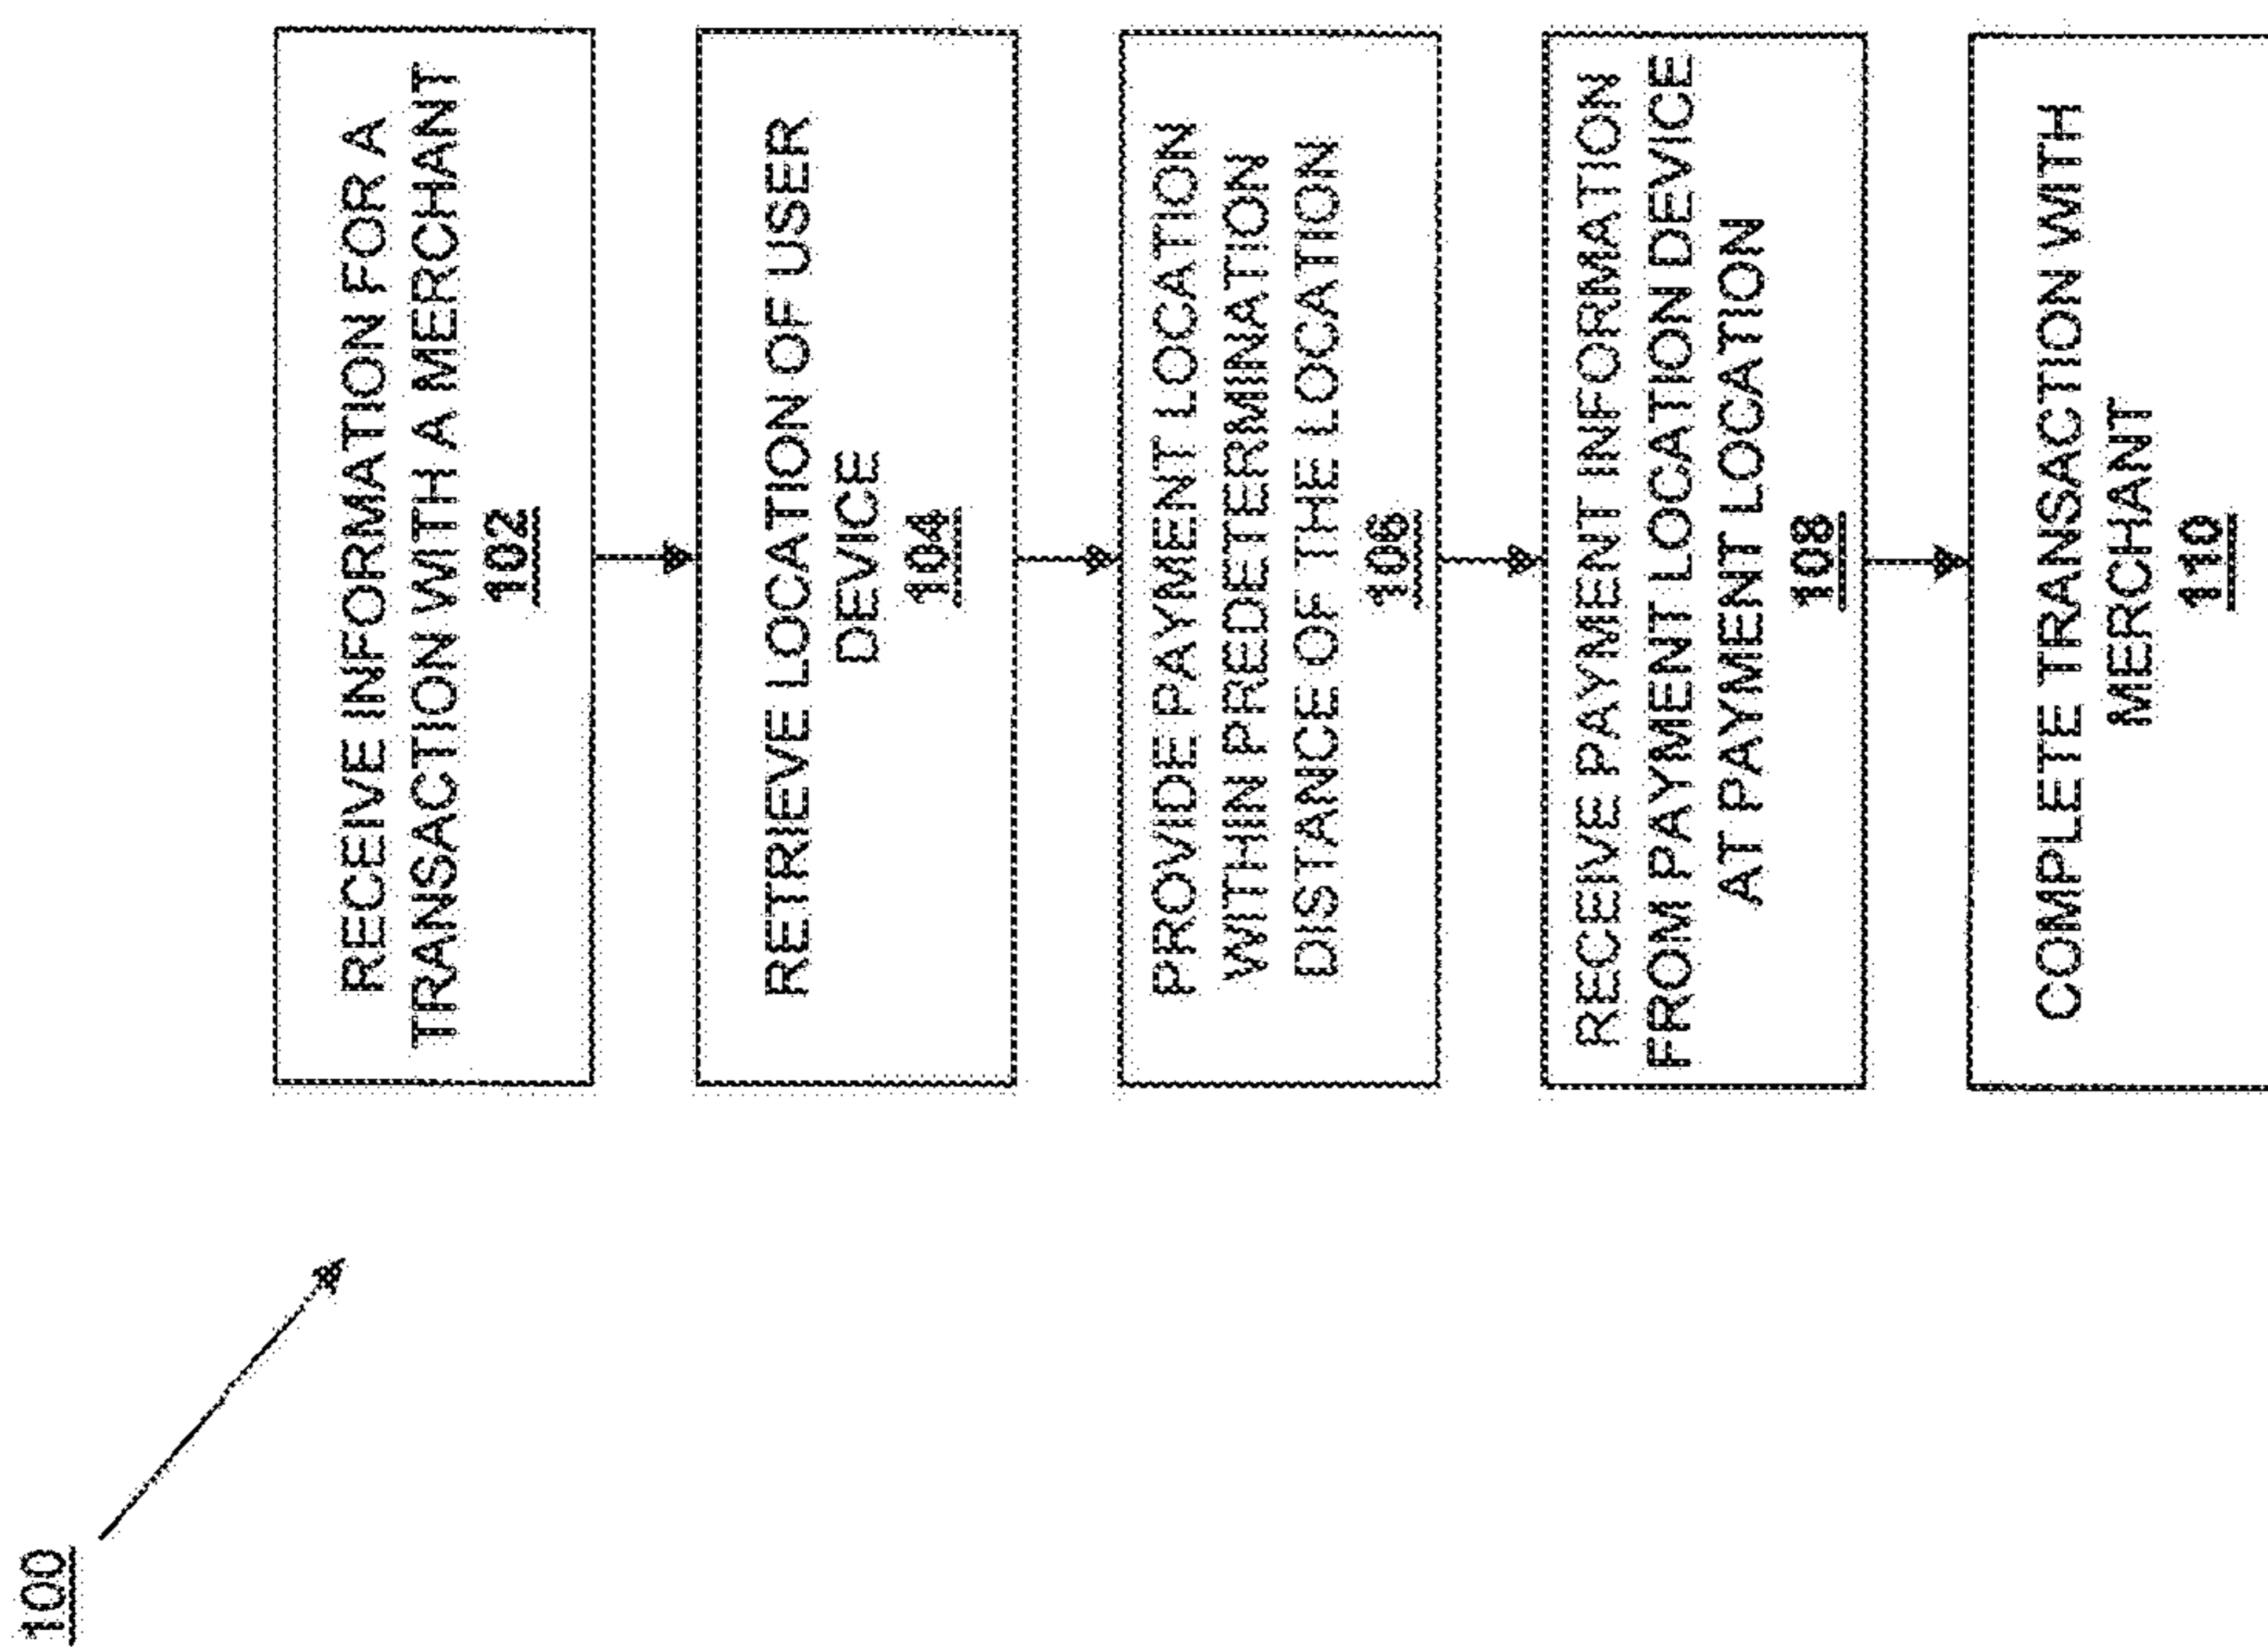 100
RECEIVE INFORMATION FOR A
TRANSACTION WITH A MERCHANT
102
RETRIEVE LOCATION OF USER
DEVICE
104
PROVIDE PAYMENT LOCATION
WITHIN PREDETERMINATION
DISTANCE OF THE LOCATION
106
RECEIVE PAYMENT INFORMATION
FROM PAYMENT LOCATION DEVICE
AT PAYMENT LOCATION
108
COMPLETE TRANSACTION WITH
MERCHANT
110